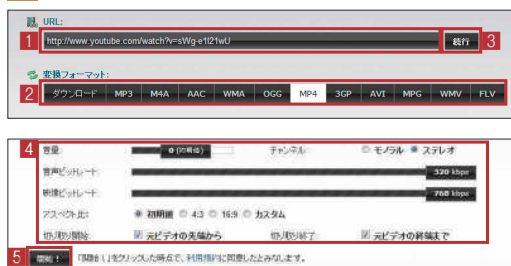 URL:
1 http://www.youtube.com/watch?v=sWg-e1l21wU 続行 3
変換フォーマット:
2 ダウンロード MP3 M4A AAC WMA OGG MP4 3GP AVI MPG WMV FLV
4 音量: 0 (初期値) チャンネル: モノラル ステレオ
音声ビットレート: 320 kbps
映像ビットレート: 768 kbps
アスペクト比: 初期値 4:3 16:9 カスタム
切り取り開始: 元ビデオの先端から 切り取り終了: 元ビデオの終端まで
5 開始! 「開始!」をクリックした時点で、利用規約に同意したとみなします。